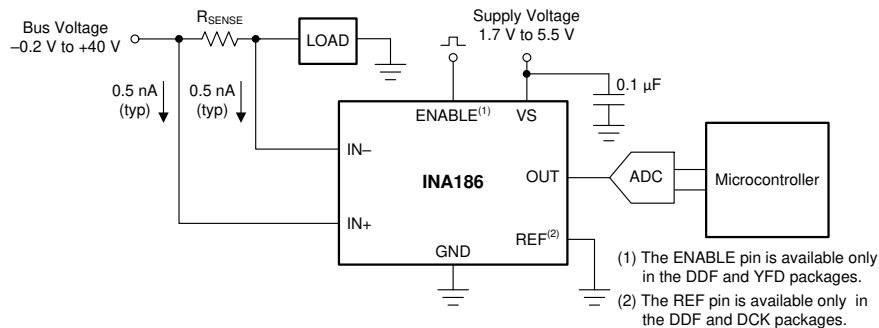 Bus Voltage
–0.2 V to +40 V
RSENSE
LOAD
Supply Voltage
1.7 V to 5.5 V
0.5 nA
(typ)
0.5 nA
(typ)
0.1 µF
ENABLE(1)
VS
IN–
INA186
OUT
ADC
Microcontroller
IN+
REF(2)
GND
(1) The ENABLE pin is available only
in the DDF and YFD packages.
(2) The REF pin is available only in
the DDF and DCK packages.